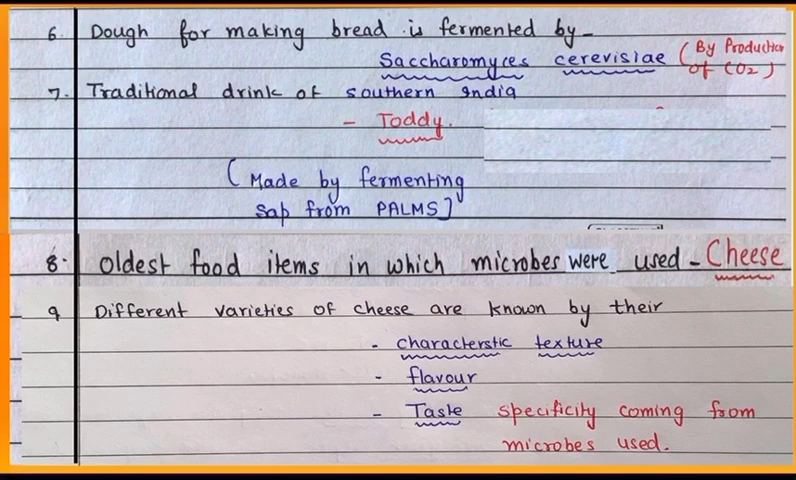 6. Dough for making bread is fermented by -
Saccharomyces cerevisiae (By Production of CO2)
7. Traditional drink of southern India
- Toddy.
(Made by fermenting
sap from PALMS]
8. Oldest food items in which microbes were used - Cheese
9 Different varieties of cheese are known by their
- characterstic texture
- flavour
- Taste specificity coming from
microbes used.